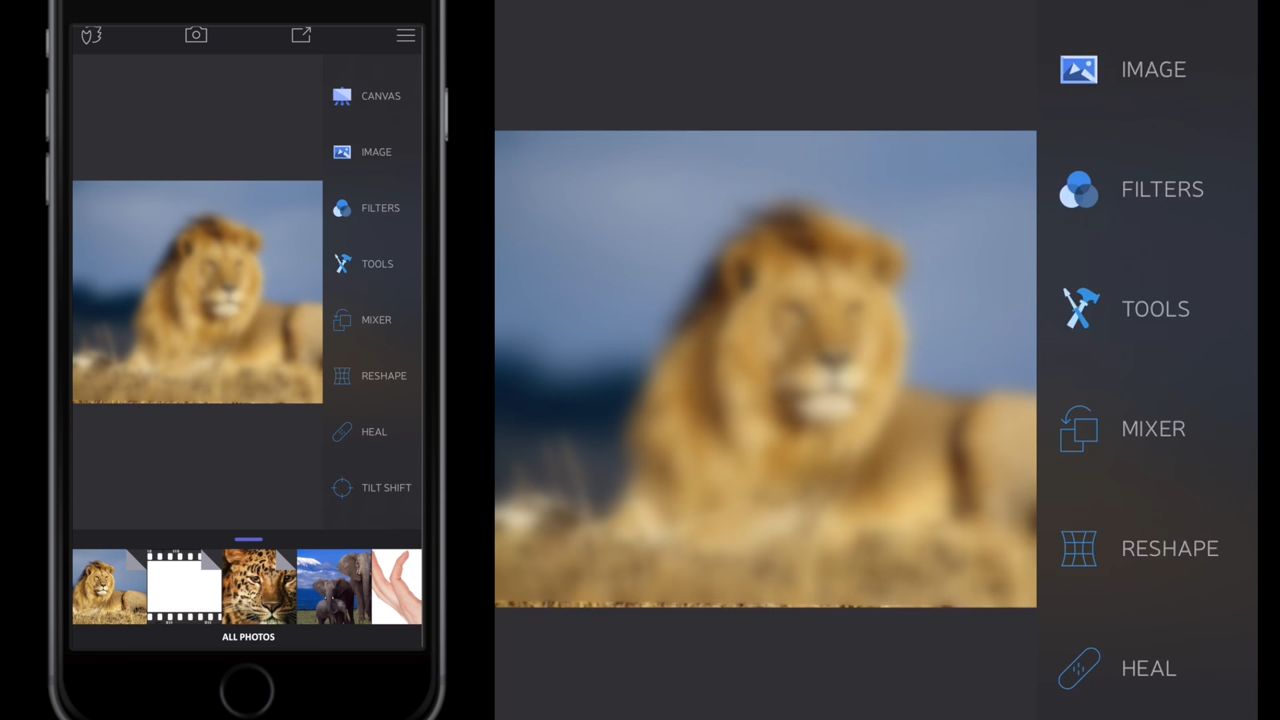 CANVAS
IMAGE
FILTERS
TOOLS
MIXER
RESHAPE
HEAL
TILT SHIFT
ALL PHOTOS
IMAGE
FILTERS
TOOLS
MIXER
RESHAPE
HEAL